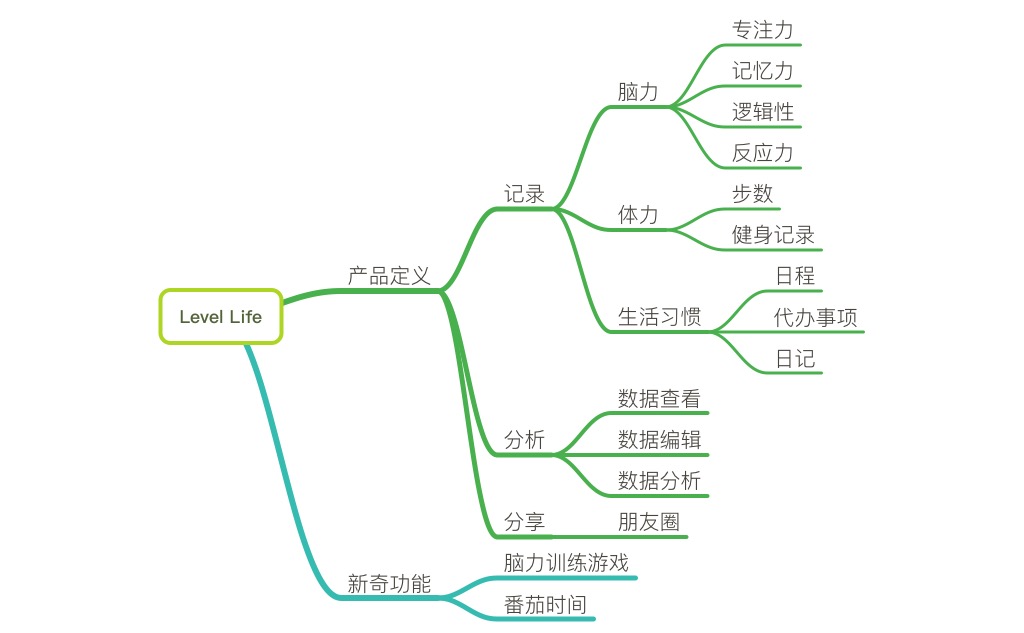 Level Life
产品定义
记录
脑力
专注力
记忆力
逻辑性
反应力
体力
步数
健身记录
生活习惯
日程
代办事项
日记
分析
数据查看
数据编辑
数据分析
分享
朋友圈
新奇功能
脑力训练游戏
番茄时间